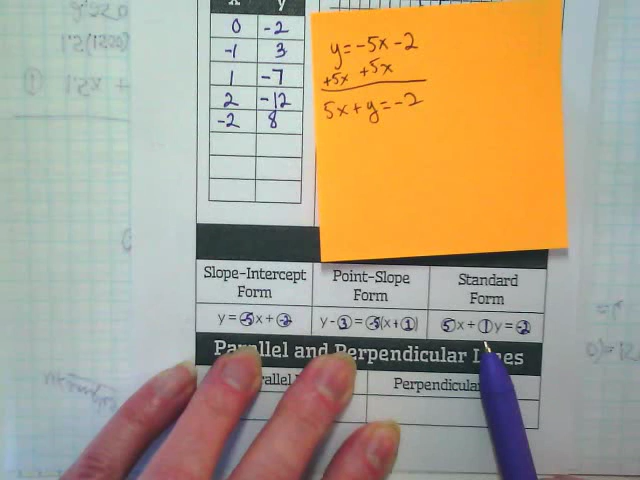 x y
0 -2
-1 3
1 -7
2 -12
-2 8
y=-5x-2
+5x +5x
5x+y=-2
Slope-Intercept Form
Point-Slope Form
Standard Form
y = -5x + -2
y - 3 = -5(x + 1)
5x + 1y = -2
Parallel and Perpendicular Lines
Perpendicular